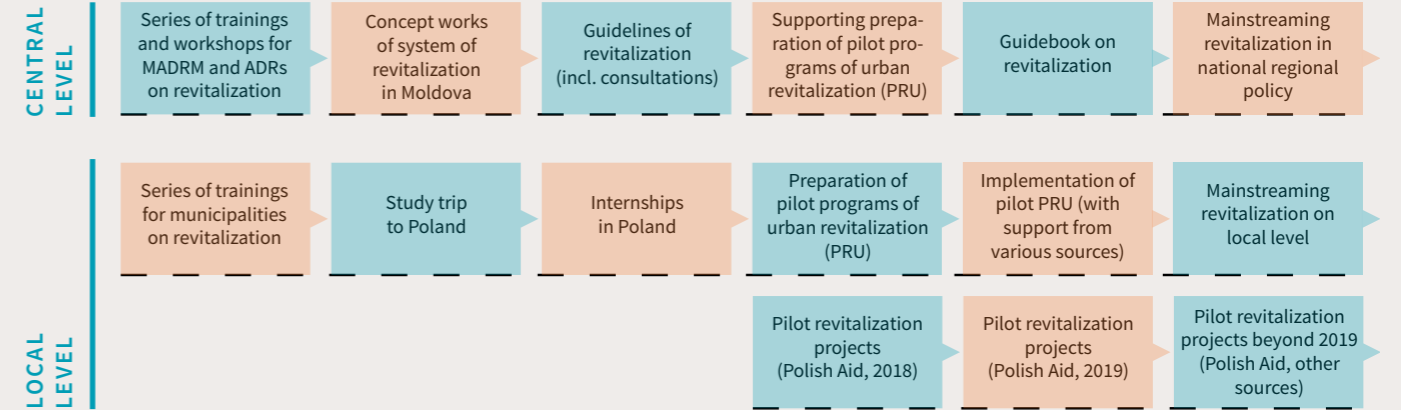 CENTRAL
LEVEL
Series of trainings
and workshops for
MADRM and ADRs
on revitalization
Concept works
of system of
revitalization
in Moldova
Guidelines of
revitalization
(incl. consultations)
Supporting prepa-
ration of pilot pro-
grams of urban
revitalization (PRU)
Guidebook on
revitalization
Mainstreaming
revitalization in
national regional
policy
LOCAL
LEVEL
Series of trainings
for municipalities
on revitalization
Study trip
to Poland
Internships
in Poland
Preparation of
pilot programs of
urban revitalization
(PRU)
Implementation of
pilot PRU (with
support from
various sources)
Mainstreaming
revitalization on
local level
Pilot revitalization
projects
(Polish Aid, 2018)
Pilot revitalization
projects
(Polish Aid, 2019)
Pilot revitalization
projects beyond 2019
(Polish Aid, other
sources)